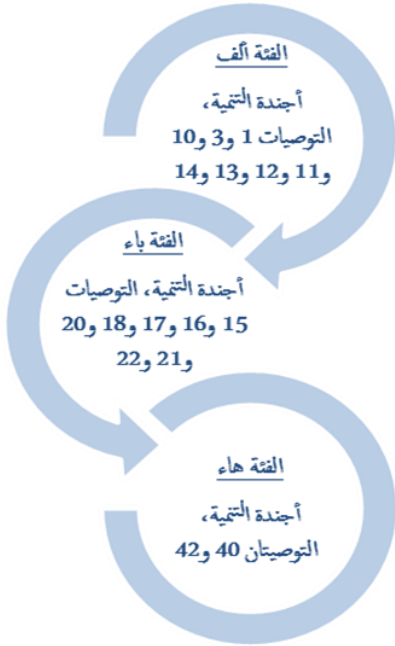 الفئة ألف
أجندة التنمية،
التوصيات 1 و3 و10
و11 و12 و13 و14
الفئة باء
أجندة التنمية، التوصيات
15 و16 و17 و18 و20
و21 و22
الفئة هاء
أجندة التنمية،
التوصيتان 40 و42